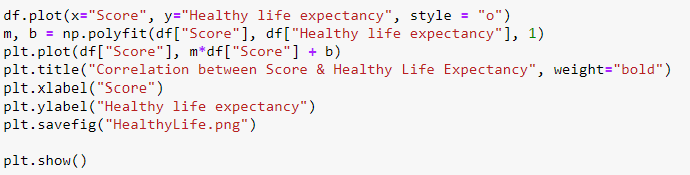 df.plot(x="Score", y="Healthy life expectancy", style = "o")
m, b = np.polyfit(df["Score"], df["Healthy life expectancy"], 1)
plt.plot(df["Score"], m*df["Score"] + b)
plt.title("Correlation between Score & Healthy Life Expectancy", weight="bold")
plt.xlabel("Score")
plt.ylabel("Healthy life expectancy")
plt.savefig("HealthyLife.png")
plt.show()